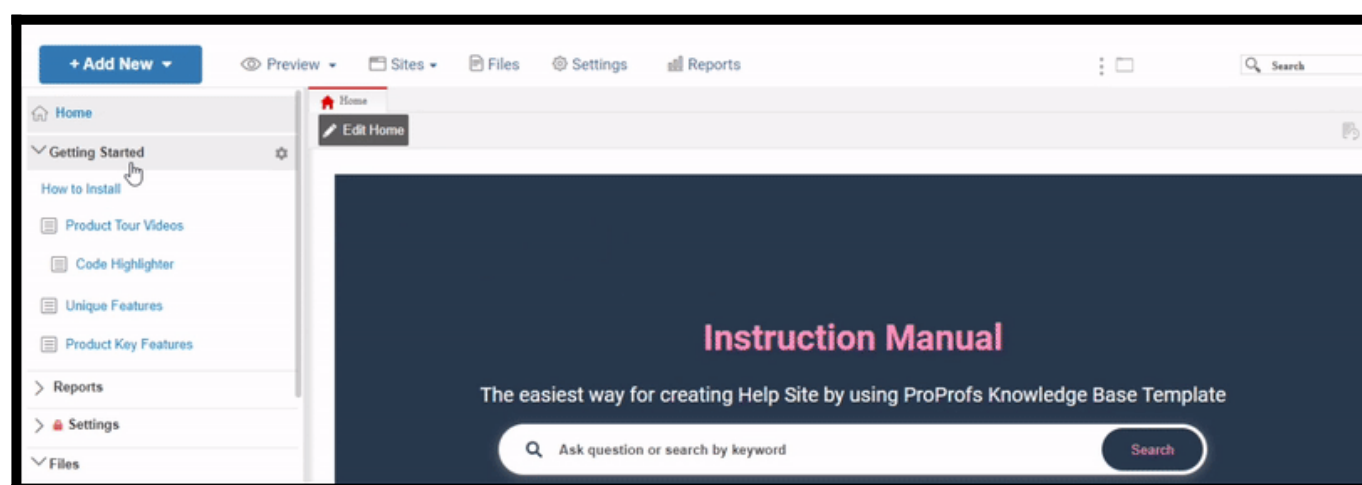 + Add New
Preview
Sites
Files
Settings
Reports
Search
Home
Getting Started
How to Install
Product Tour Videos
Code Highlighter
Unique Features
Product Key Features
Reports
Settings
Files
Home
Edit Home
Instruction Manual
The easiest way for creating Help Site by using ProProfs Knowledge Base Template
Ask question or search by keyword
Search